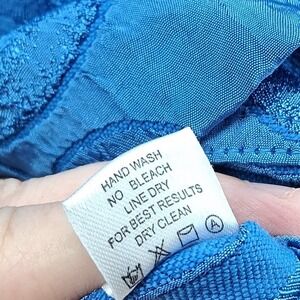 HAND WASH
NO BLEACH
LINE DRY
FOR BEST RESULTS
DRY CLEAN
A